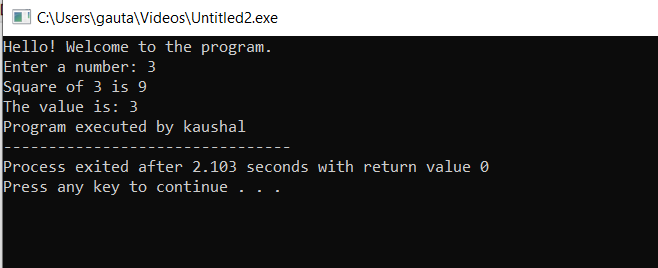 C:\Users\gauta\Videos\Untitled2.exe
Hello! Welcome to the program.
Enter a number: 3
Square of 3 is 9
The value is: 3
Program executed by kaushal
--------------------------------
Process exited after 2.103 seconds with return value 0
Press any key to continue . . .